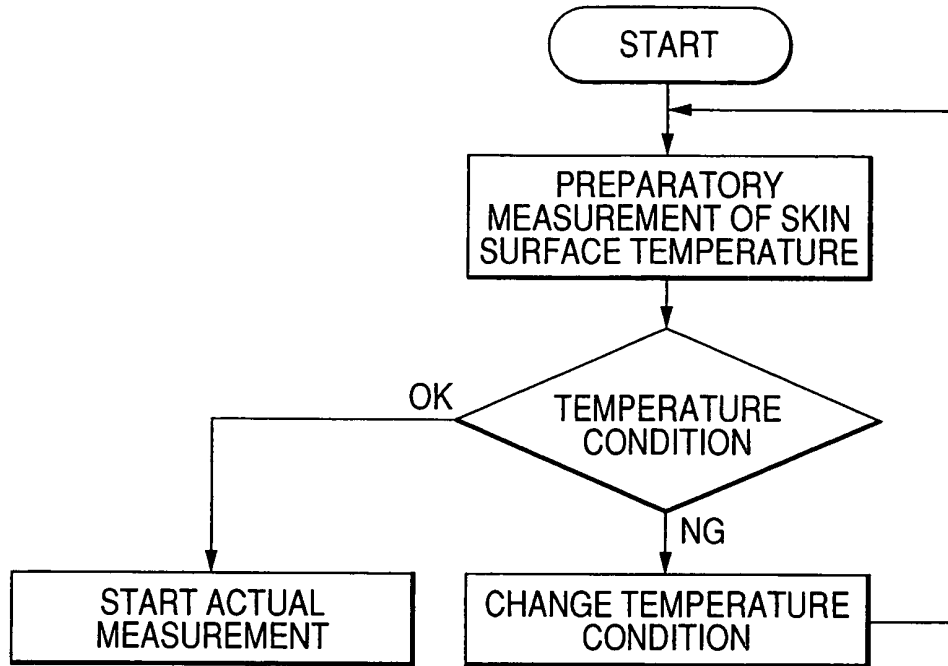 START
PREPARATORY
MEASUREMENT OF SKIN
SURFACE TEMPERATURE
OK
TEMPERATURE
CONDITION
NG
START ACTUAL
MEASUREMENT
CHANGE TEMPERATURE
CONDITION